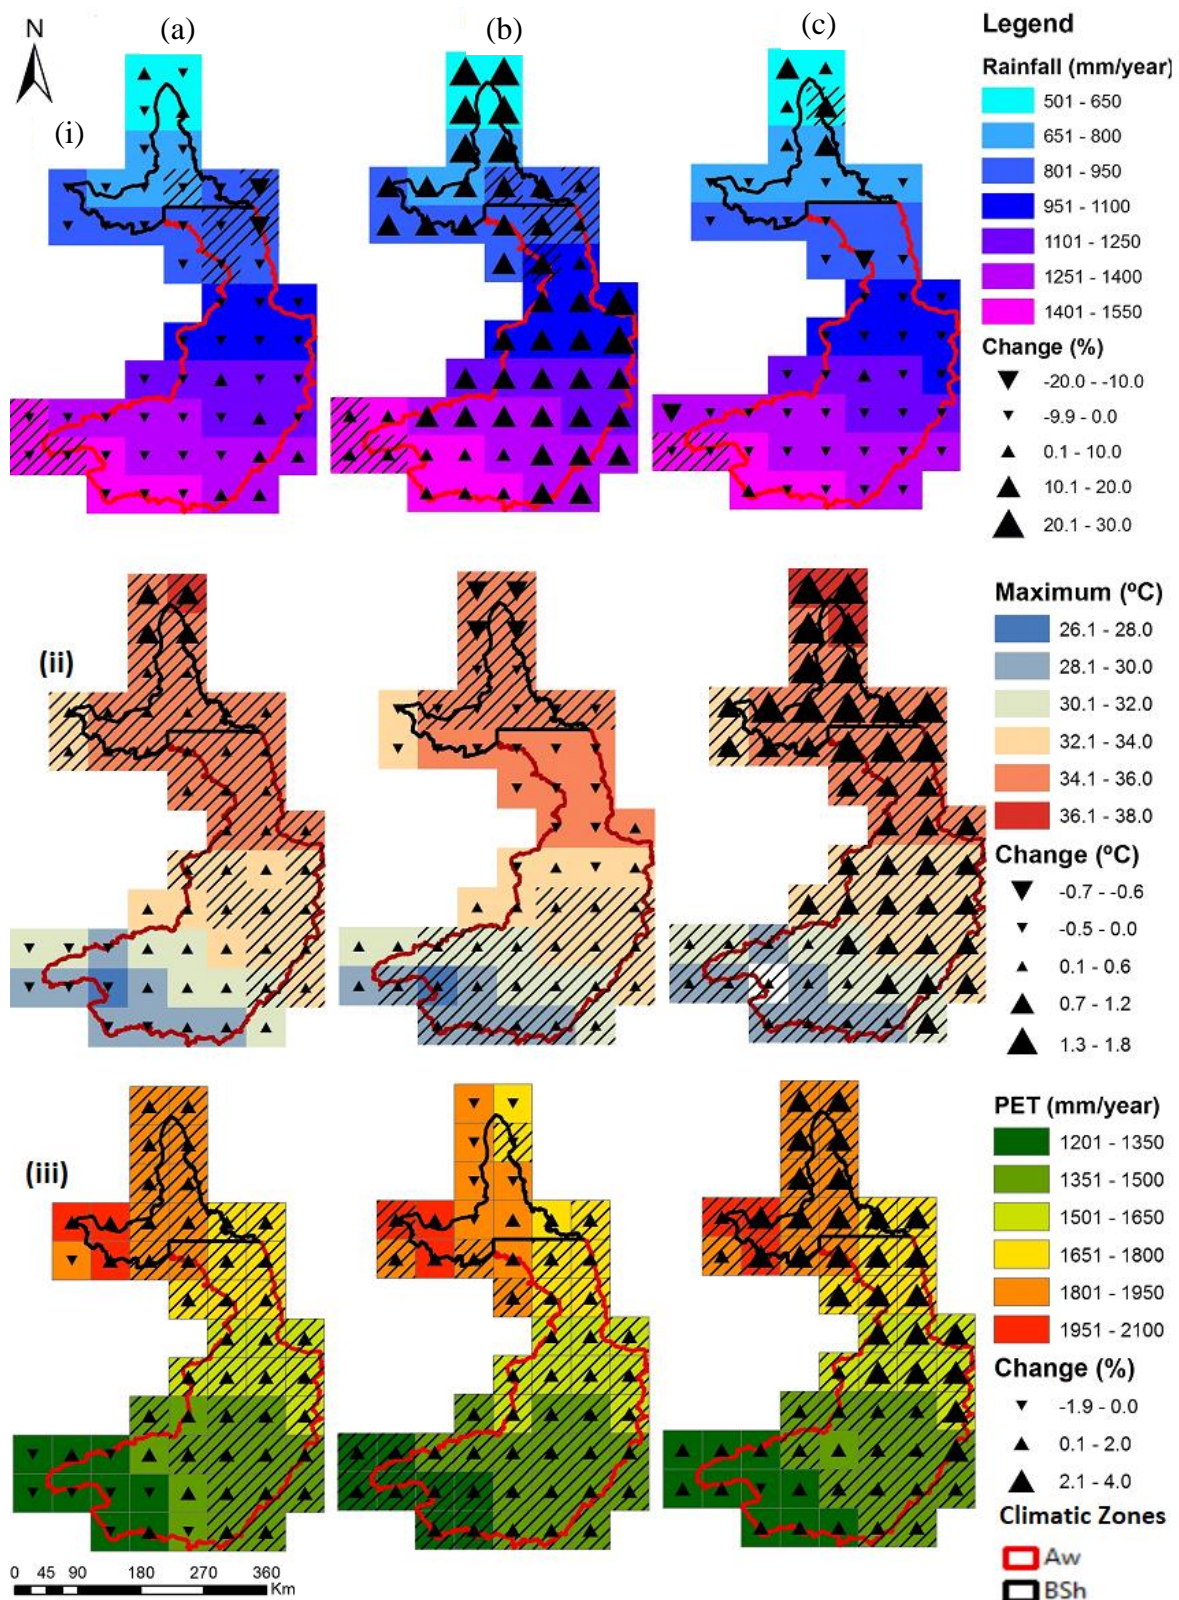 N
(a)
(b)
(c)
(i)
Legend
Rainfall (mm/year)
501 - 650
651 - 800
801 - 950
951 - 1100
1101 - 1250
1251 - 1400
1401 - 1550
Change (%)
-20.0 - -10.0
-9.9 - 0.0
0.1 - 10.0
10.1 - 20.0
20.1 - 30.0
(ii)
Maximum (ºC)
26.1 - 28.0
28.1 - 30.0
30.1 - 32.0
32.1 - 34.0
34.1 - 36.0
36.1 - 38.0
Change (ºC)
-0.7 - -0.6
-0.5 - 0.0
0.1 - 0.6
0.7 - 1.2
1.3 - 1.8
(iii)
PET (mm/year)
1201 - 1350
1351 - 1500
1501 - 1650
1651 - 1800
1801 - 1950
1951 - 2100
Change (%)
-1.9 - 0.0
0.1 - 2.0
2.1 - 4.0
Climatic Zones
Aw
BSh
0 45 90 180 270 360
Km